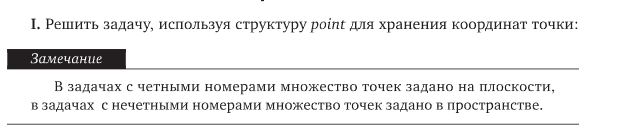 I. Решить задачу, используя структуру point для хранения координат точки:
Замечание
В задачах с четными номерами множество точек задано на плоскости,
в задачах с нечетными номерами множество точек задано в пространстве.